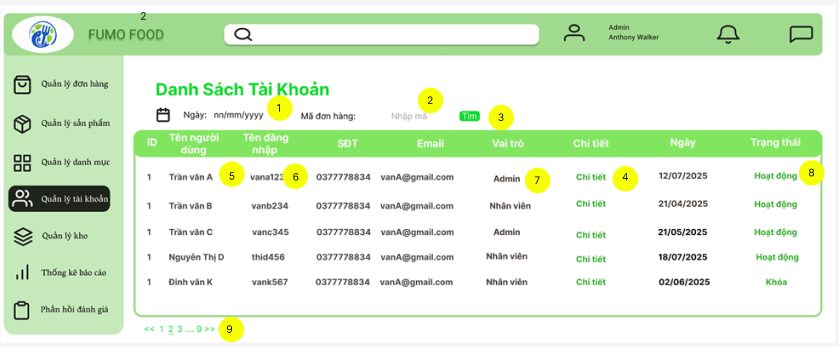 2
FUMO FOOD
Admin
Anthony Walker
Quản lý đơn hàng
Quản lý sản phẩm
Quản lý danh mục
Quản lý tài khoản
Quản lý kho
Thống kê báo cáo
Phản hồi đánh giá
Danh Sách Tài Khoản
Ngày: nn/mm/yyyy 1 Mã đơn hàng: Nhập mã 2 Tìm 3
ID Tên người dùng Tên đăng nhập SĐT Email Vai trò Chi tiết Ngày Trạng thái
1 Trần văn A 5 vana123 6 0377778834 vanA@gmail.com Admin 7 Chi tiết 4 12/07/2025 Hoạt động 8
1 Trần văn B vanb234 0377778834 vanA@gmail.com Nhân viên Chi tiết 21/04/2025 Hoạt động
1 Trần văn C vanc345 0377778834 vanA@gmail.com Admin Chi tiết 21/05/2025 Hoạt động
1 Nguyễn Thị D thid456 0377778834 vanA@gmail.com Nhân viên Chi tiết 18/07/2025 Hoạt động
1 Đinh văn K vank567 0377778834 vanA@gmail.com Nhân viên Chi tiết 02/06/2025 Khóa
<< 1 2 3 .... 9 >> 9